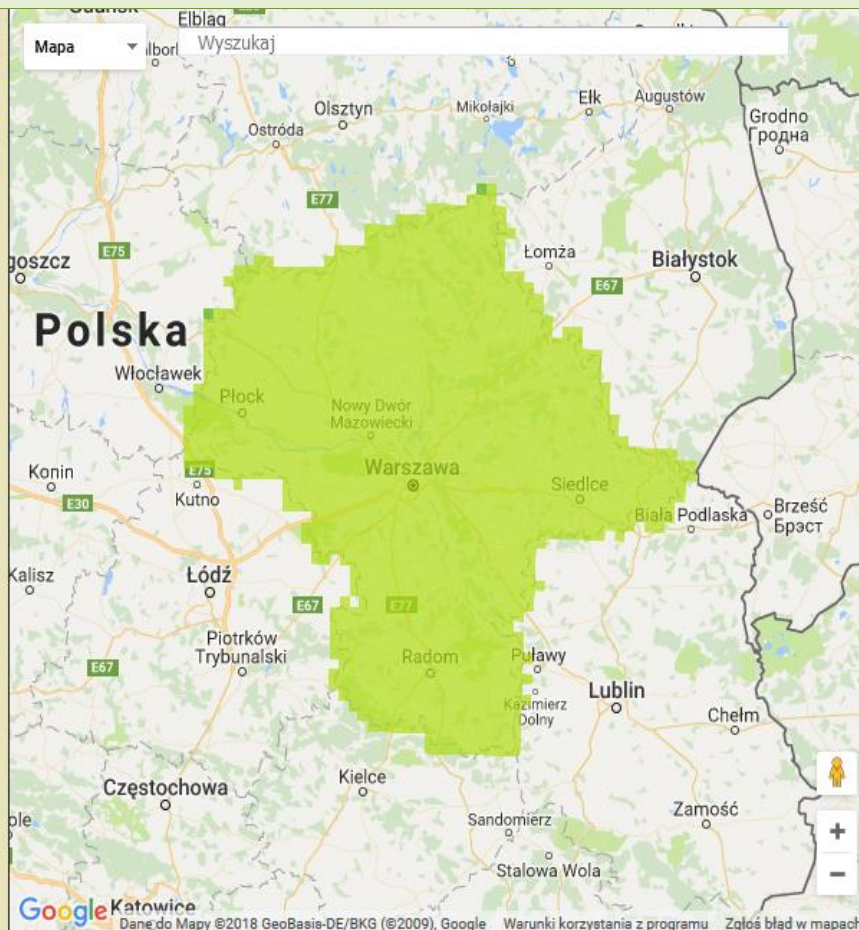 Elbląg
Mapa
Wyszukaj
Olsztyn
Mikołajki
Ełk
Augustów
Grodno
Гродна
Ostróda
E77
E75
Łomża
Białystok
E67
Polska
Włocławek
Płock
Nowy Dwór
Mazowiecki
Warszawa
Konin
E75
Siedlce
E30
Kutno
Biała Podlaska
Brześć
Брэст
Kalisz
Łódź
E67
E77
Piotrków
Trybunalski
Radom
Puławy
E67
Lublin
Kazimierz
Dolny
Chełm
Kielce
Częstochowa
Sandomierz
Zamość
Stalowa Wola
+
−
Google
Katowice
Dane do Mapy ©2018 GeoBasis-DE/BKG (©2009), Google Warunki korzystania z programu Zgłoś błąd w mapach